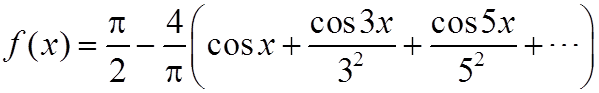 f(x) = π/2 − 4/π (cos x + cos 3x/3² + cos 5x/5² + ⋯)